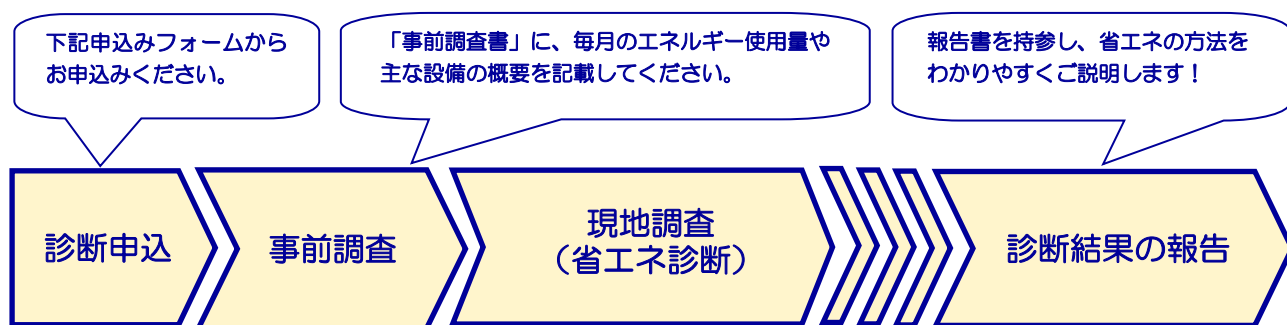 下記申込みフォームから
お申込みください。
「事前調査書」に、毎月のエネルギー使用量や
主な設備の概要を記載してください。
報告書を持参し、省エネの方法を
わかりやすくご説明します！
診断申込
事前調査
現地調査
（省エネ診断）
診断結果の報告